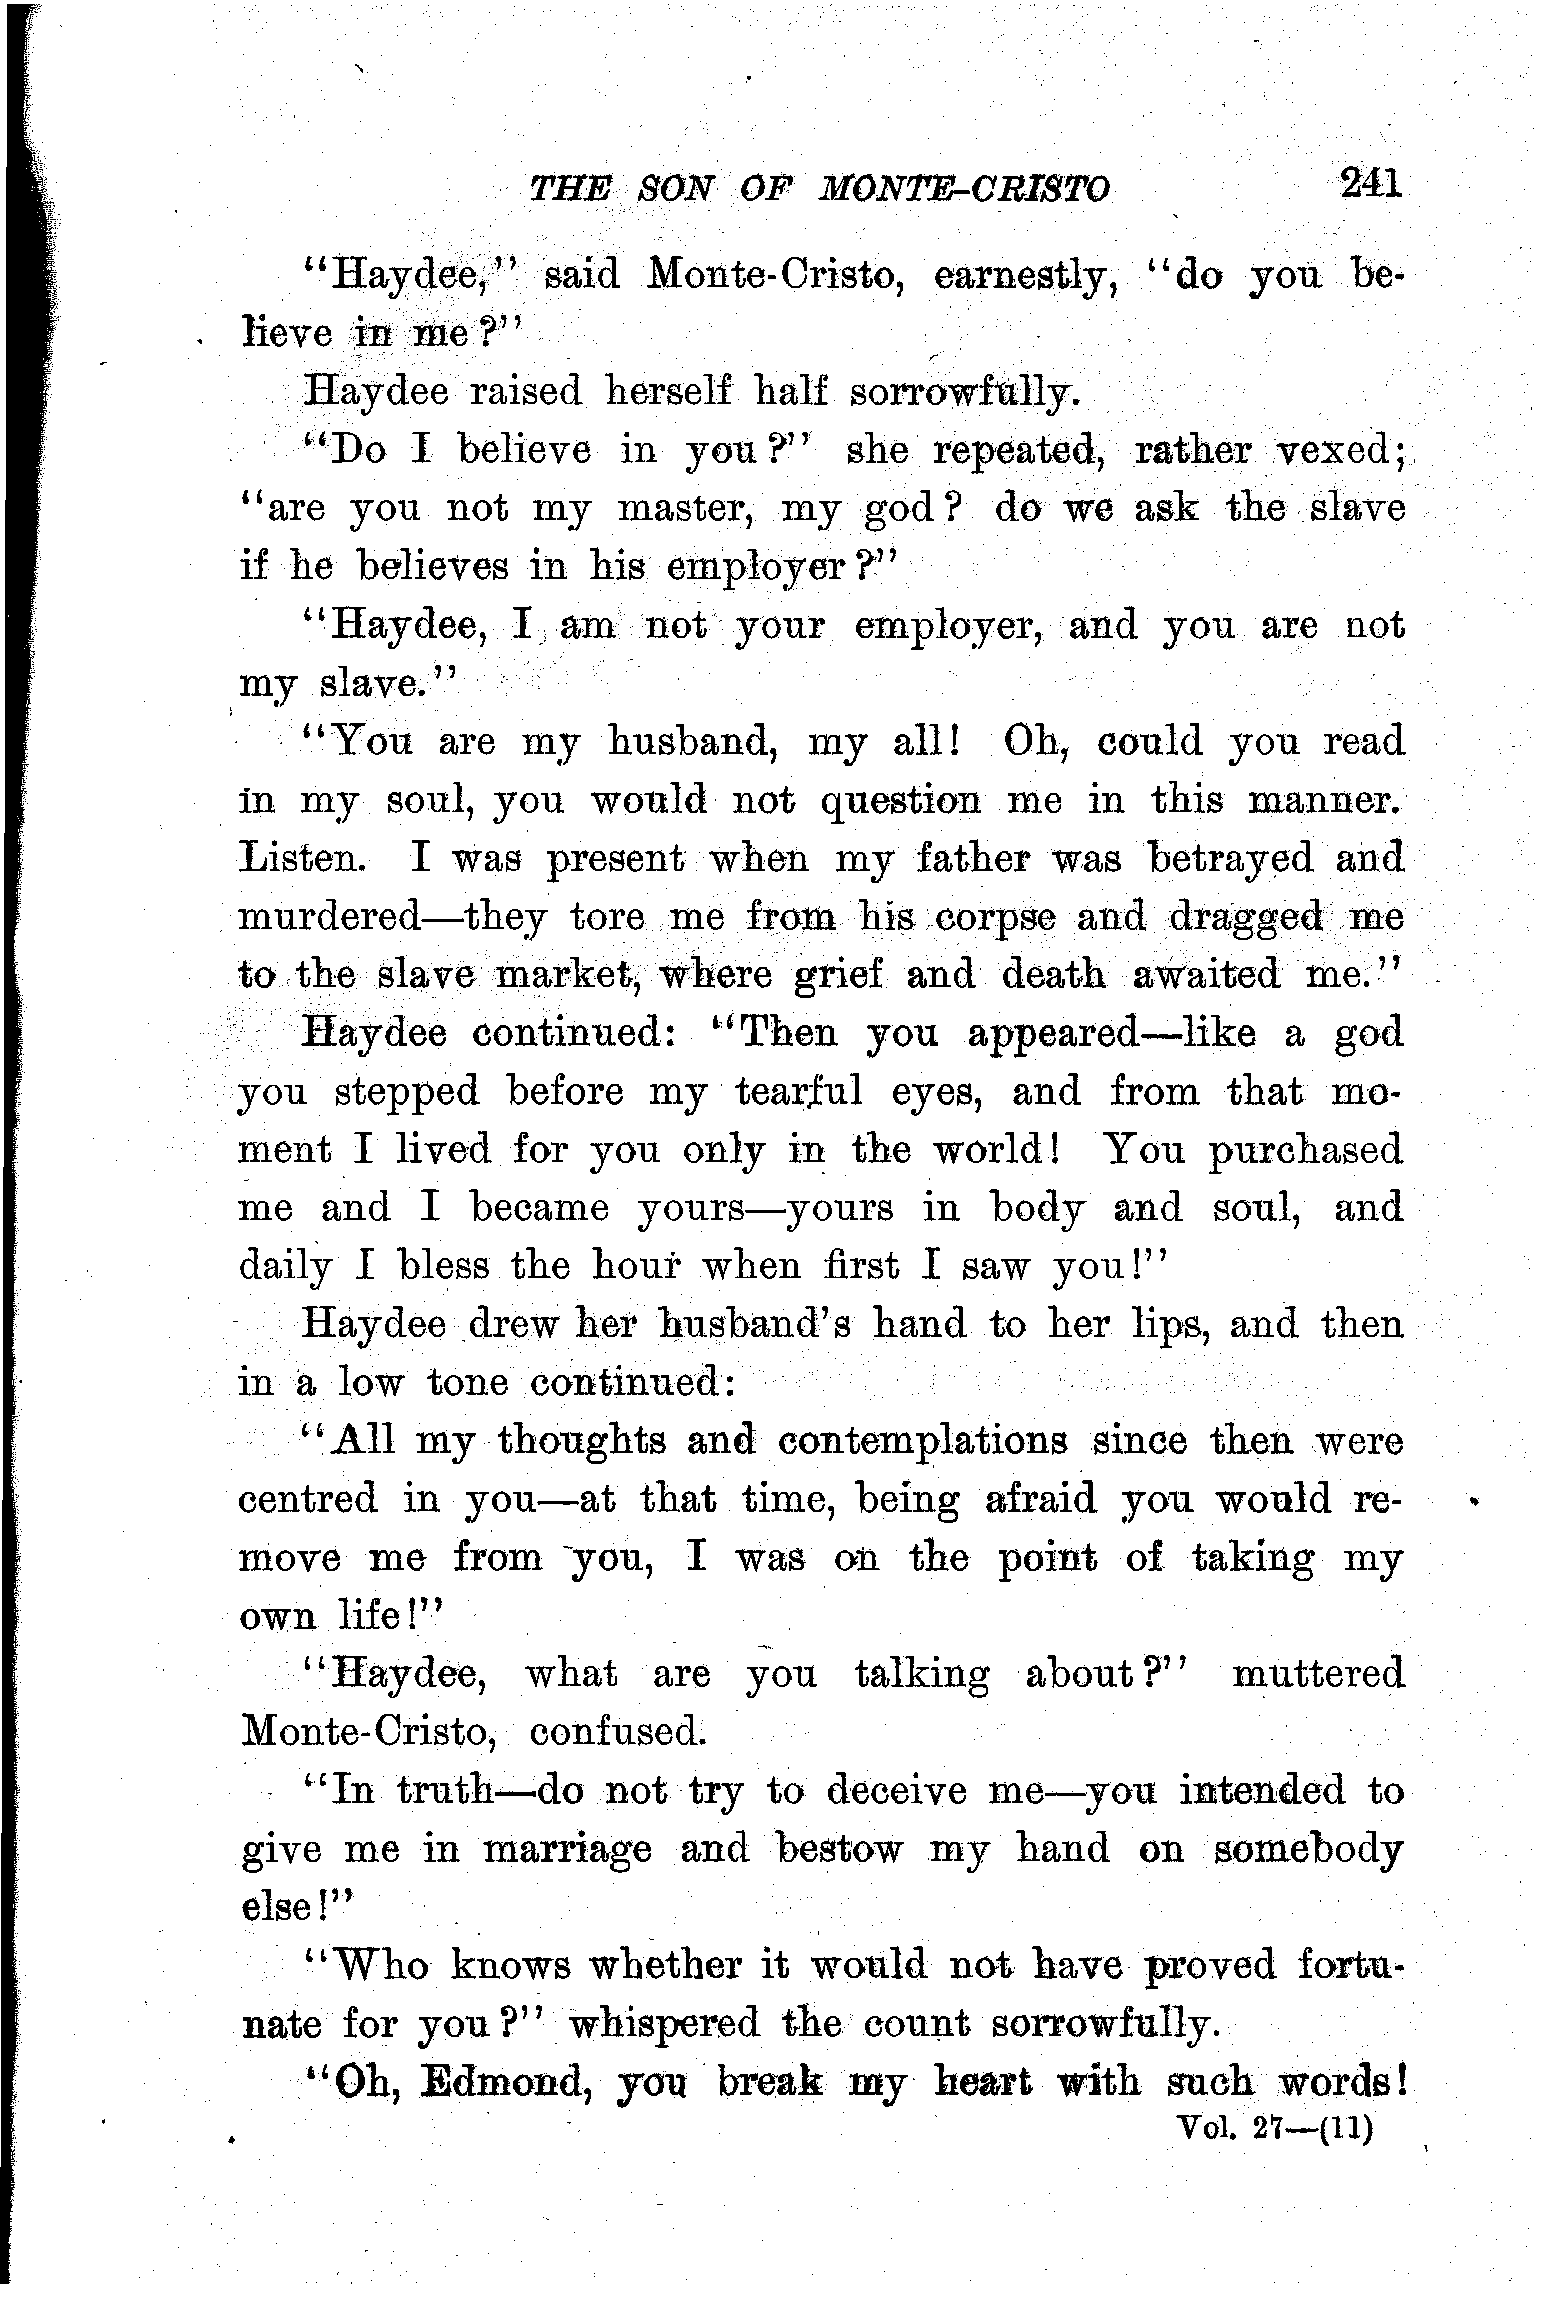 THE SON OF MONTE-CRISTO 241
"Haydee," said Monte-Cristo, earnestly, "do you be-
lieve in me?"
Haydee raised herself half sorrowfully.
"Do I believe in you?" she repeated, rather vexed;
"are you not my master, my god? do we ask the slave
if he believes in his employer?"
"Haydee, I am not your employer, and you are not
my slave."
"You are my husband, my all! Oh, could you read
in my soul, you would not question me in this manner.
Listen. I was present when my father was betrayed and
murdered—they tore me from his corpse and dragged me
to the slave market, where grief and death awaited me."
Haydee continued: "Then you appeared—like a god
you stepped before my tearful eyes, and from that mo-
ment I lived for you only in the world! You purchased
me and I became yours—yours in body and soul, and
daily I bless the hour when first I saw you!"
Haydee drew her husband's hand to her lips, and then
in a low tone continued:
"All my thoughts and contemplations since then were
centred in you—at that time, being afraid you would re-
move me from you, I was on the point of taking my
own life!"
"Haydee, what are you talking about?" muttered
Monte-Cristo, confused.
"In truth—do not try to deceive me—you intended to
give me in marriage and bestow my hand on somebody
else!"
"Who knows whether it would not have proved fortu-
nate for you?" whispered the count sorrowfully.
"Oh, Edmond, you break my heart with such words!
Vol. 27—(11)